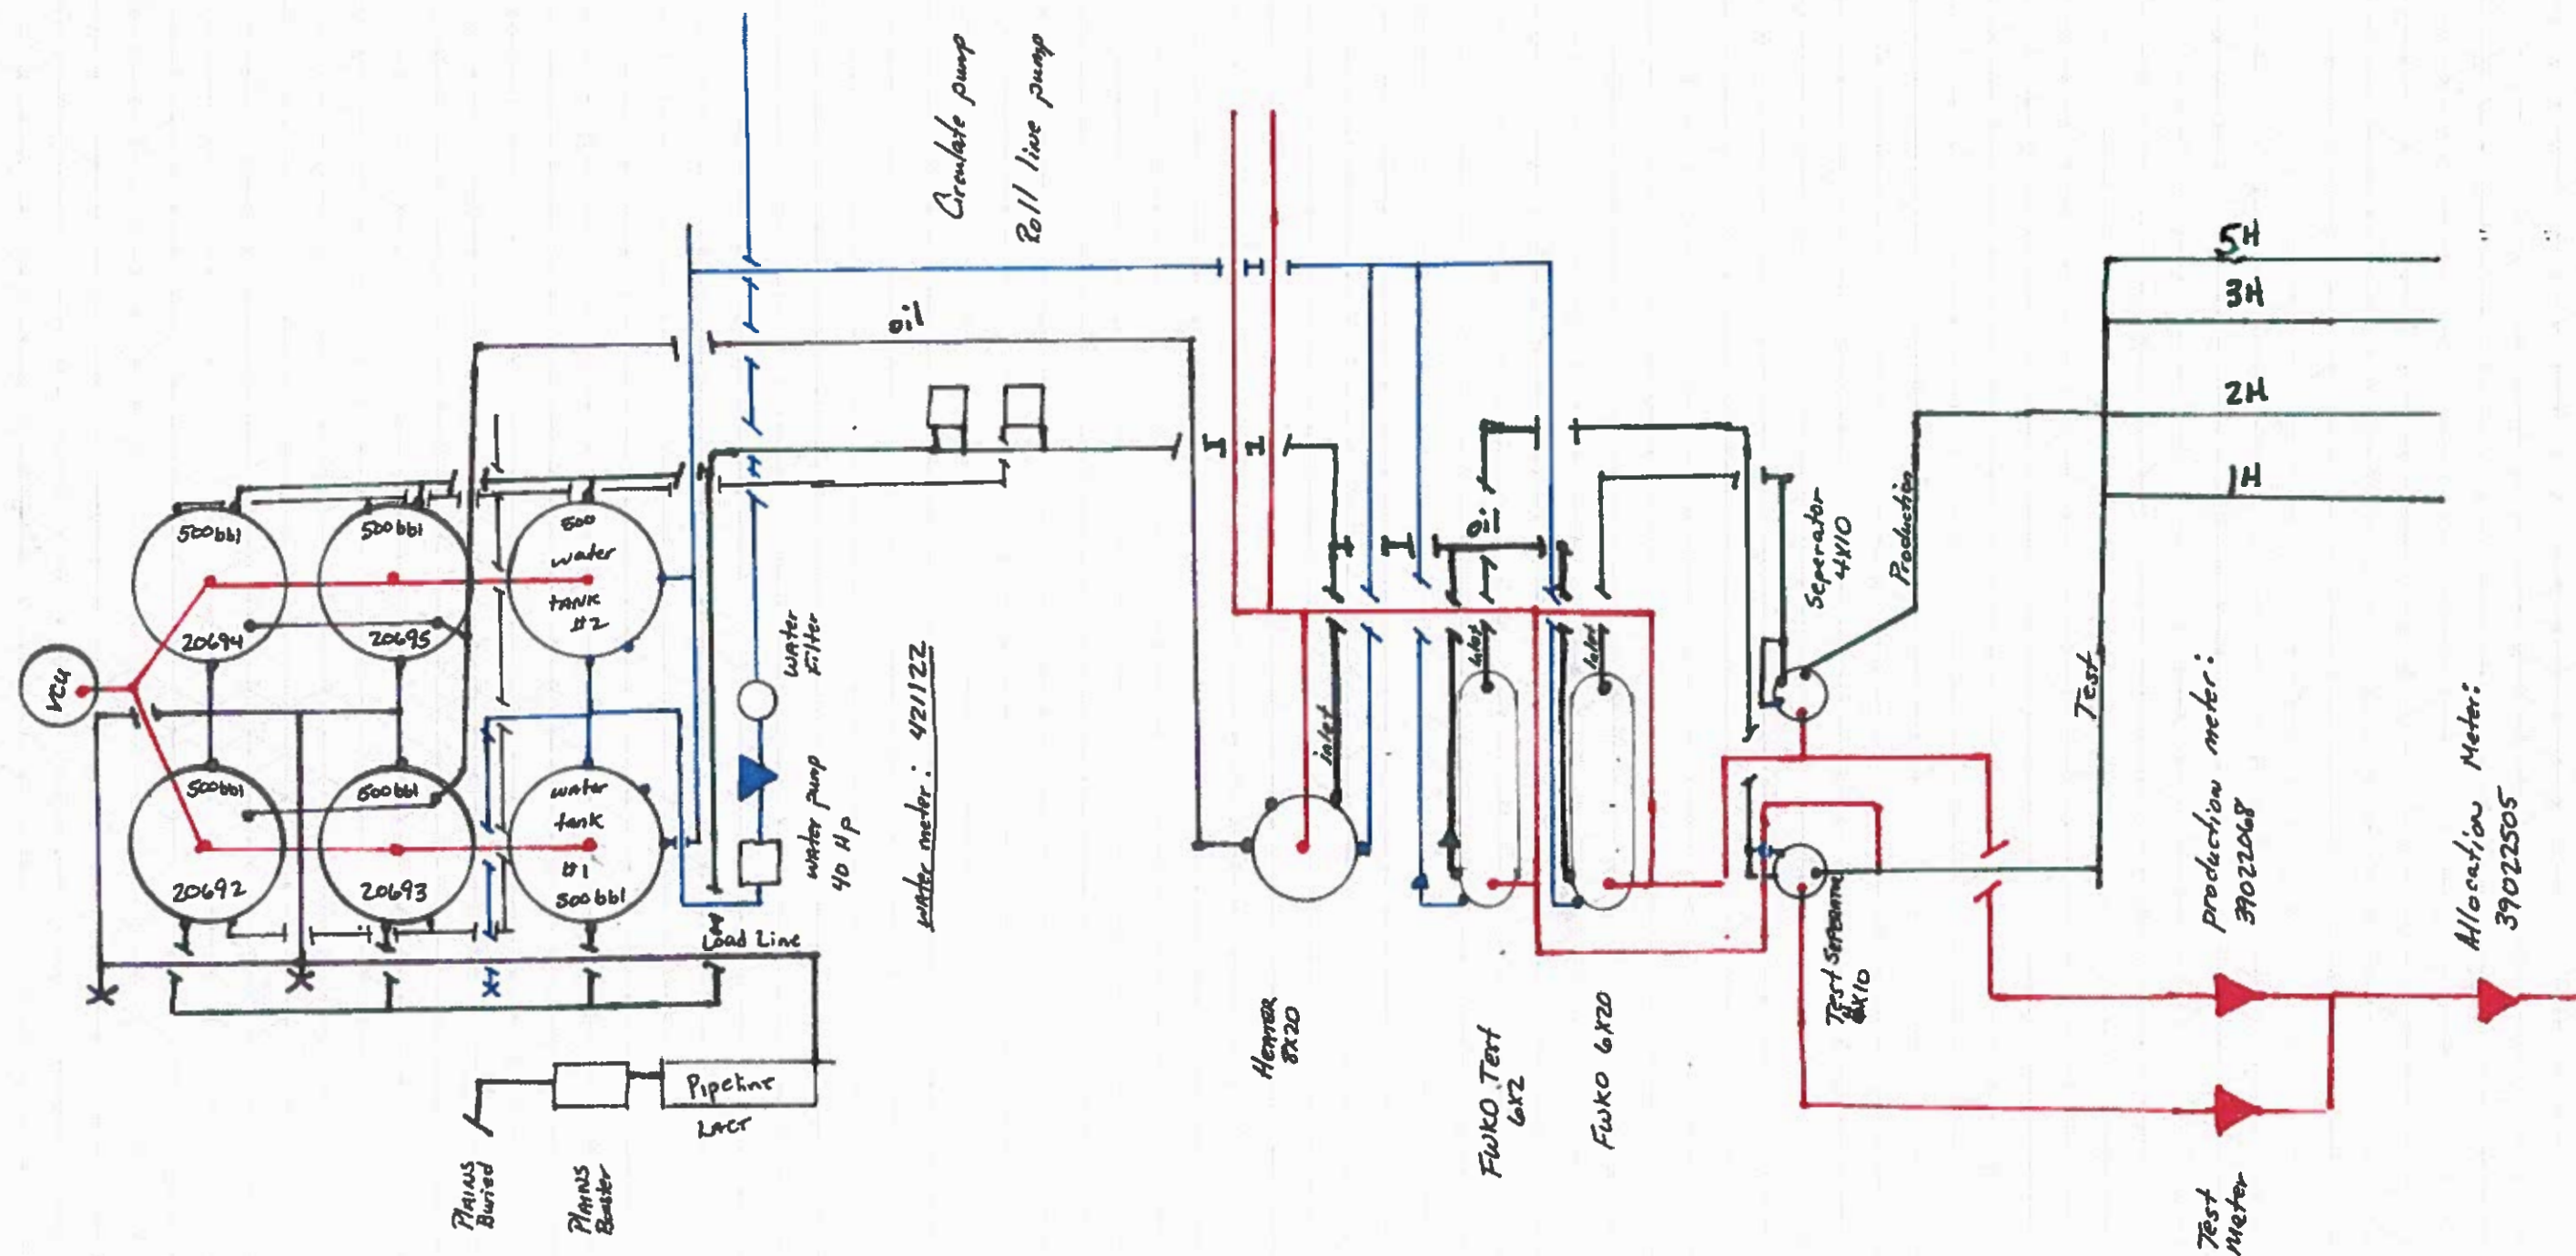 Circulate pump
Roll line pump
oil
500bbl
500bbl
500
water
TANK
#2
20694
20695
VCU
500bbl
500bbl
water
tank
#1
500bbl
20692
20693
Load Line
Pipeline
LACT
PLAINS
Buried
PLAINS
Booster
WATER
Filter
water pump
40 Hp
water meter: 421122
inlet
HEATER
8X20
oil
Inlet
Inlet
FWKO Test
6X2
FWKO 6X20
Seperator
4X10
Production
Test Seperator
4X10
Test
5H
3H
2H
1H
production meter:
39022068
Allocation Meter:
39022505
Test
Meter